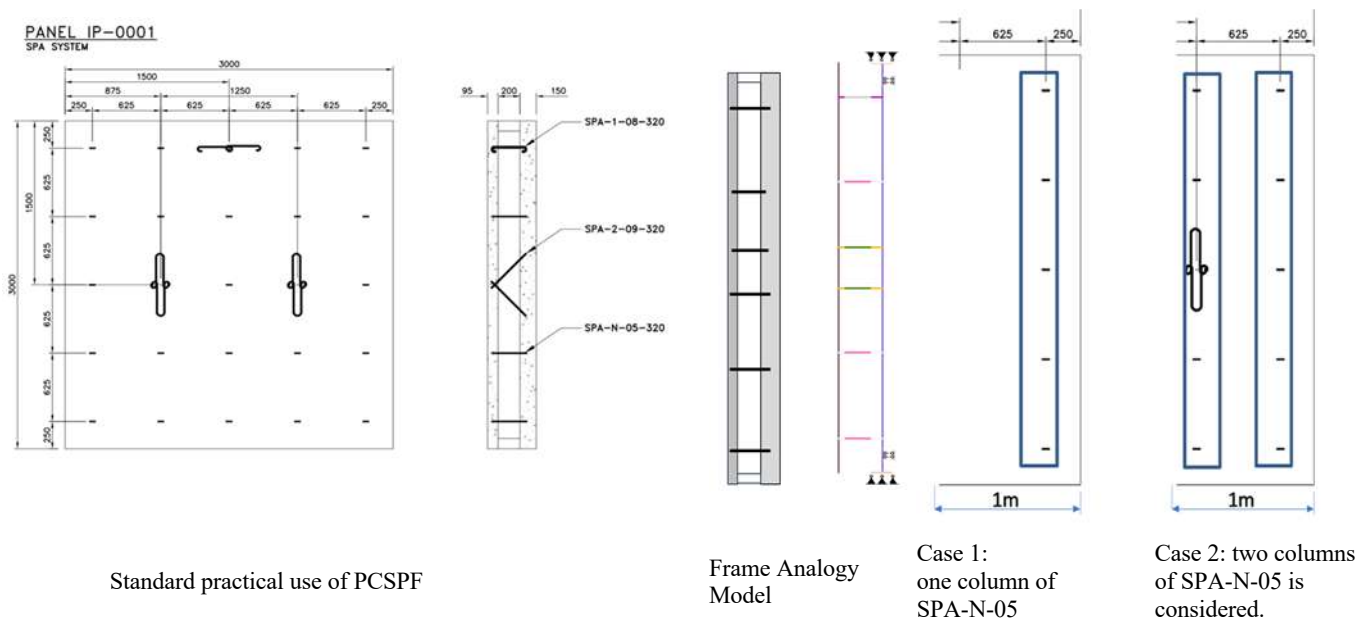 PANEL IP-0001
SPA SYSTEM
3000
1500
875
1250
250
625
625
625
625
250
250
625
1500
625
3000
625
625
250
95
200
150
SPA-1-08-320
SPA-2-09-320
SPA-N-05-320
625
250
1m
625
250
1m
Standard practical use of PCSPF
Frame Analogy
Model
Case 1:
one column of
SPA-N-05
Case 2: two columns
of SPA-N-05 is
considered.